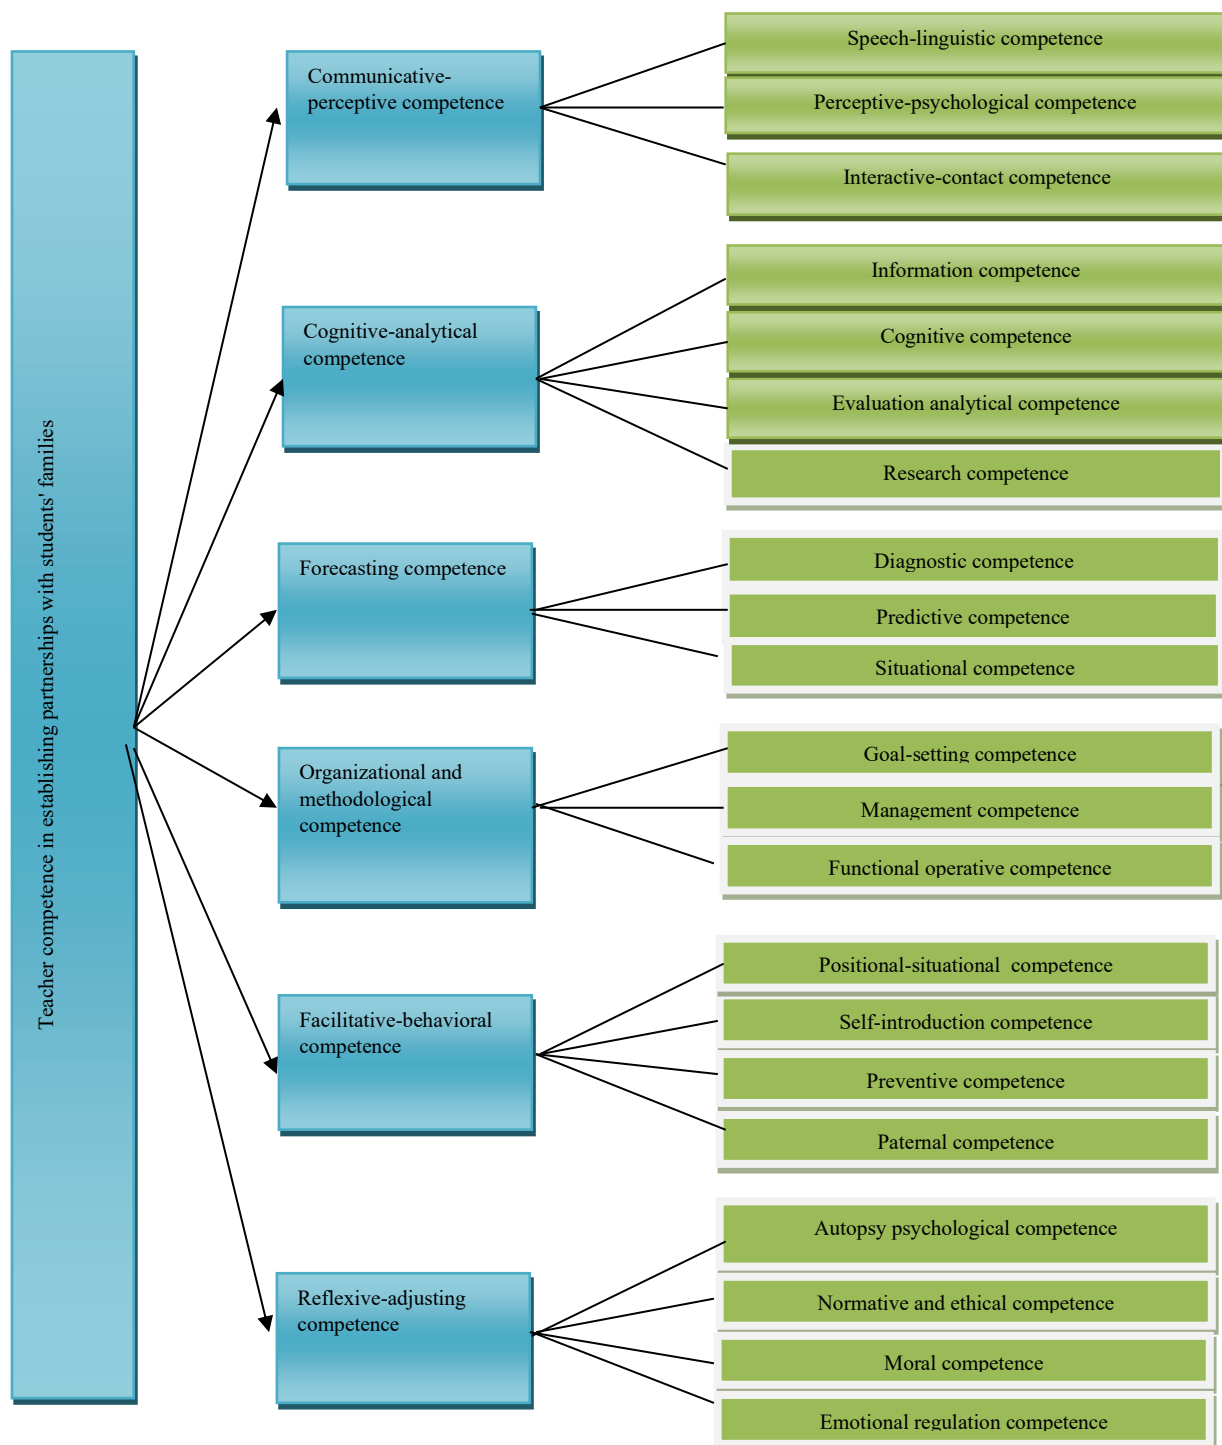 Teacher competence in establishing partnerships with students' families
Communicative-
perceptive competence
Speech-linguistic competence
Perceptive-psychological competence
Interactive-contact competence
Cognitive-analytical
competence
Information competence
Cognitive competence
Evaluation analytical competence
Research competence
Forecasting competence
Diagnostic competence
Predictive competence
Situational competence
Organizational and
methodological
competence
Goal-setting competence
Management competence
Functional operative competence
Facilitative-behavioral
competence
Positional-situational  competence
Self-introduction competence
Preventive competence
Paternal competence
Reflexive-adjusting
competence
Autopsy psychological competence
Normative and ethical competence
Moral competence
Emotional regulation competence